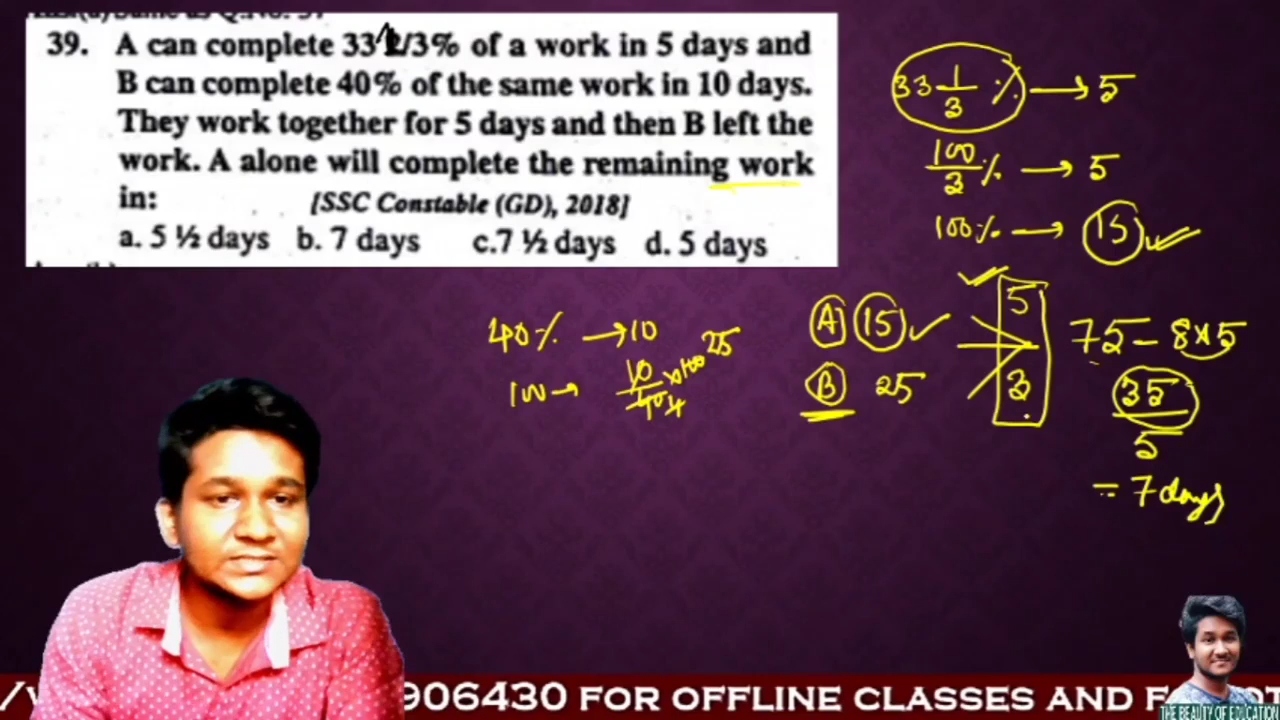 39. A can complete 33 1/3% of a work in 5 days and
B can complete 40% of the same work in 10 days.
They work together for 5 days and then B left the
work. A alone will complete the remaining work
in: [SSC Constable (GD), 2018]
a. 5 ½ days b. 7 days c.7 ½ days d. 5 days
33 1/3 % → 5
100/3 % → 5
100% → 15
40% → 10
100 → 10/40 × 100 25
4
A 15 5
B 25 3
75 - 8×5
35
5
= 7 days
906430 FOR OFFLINE CLASSES AND F
THE BEAUTY OF EDUCATION